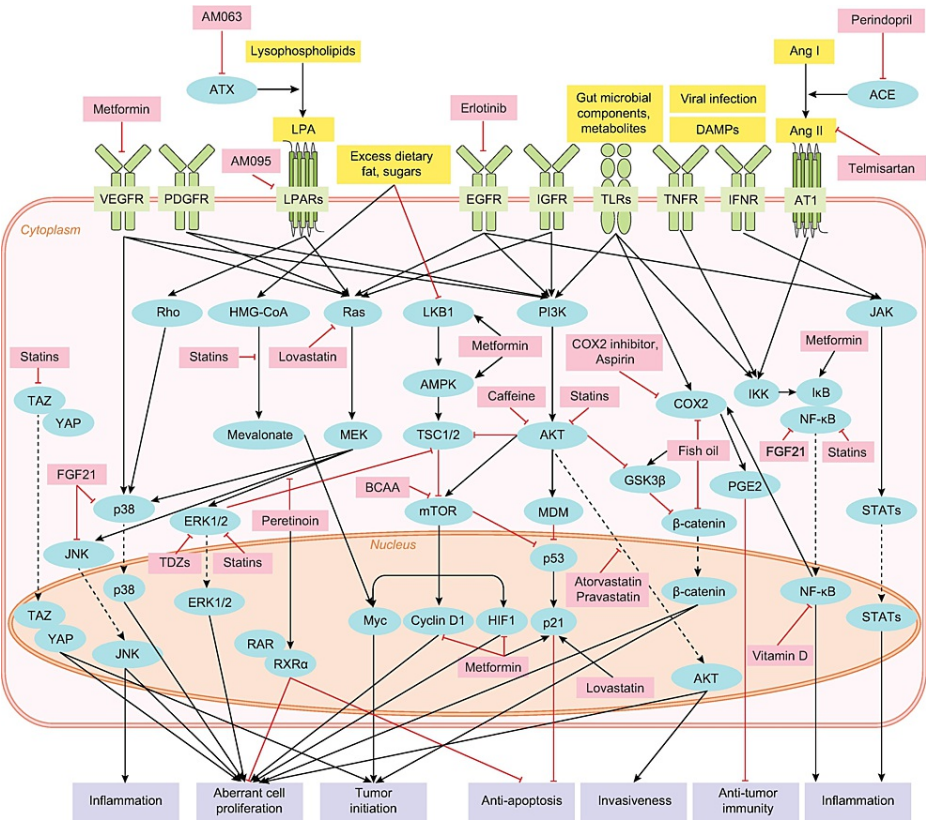 AM063
Perindopril
Lysophospholipids
Ang I
ATX
ACE
Metformin
Erlotinib
Gut microbial
components,
metabolites
Viral infection
LPA
DAMPs
Ang II
AM095
Excess dietary
fat, sugars
Telmisartan
VEGFR
PDGFR
LPARs
EGFR
IGFR
TLRs
TNFR
IFNR
AT1
Cytoplasm
Rho
HMG-CoA
Ras
LKB1
PI3K
JAK
Statins
Statins
Lovastatin
Metformin
COX2 inhibitor,
Aspirin
Metformin
AMPK
TAZ
YAP
Caffeine
Statins
COX2
IKK
IκB
NF-κB
Mevalonate
MEK
TSC1/2
AKT
Fish oil
FGF21
Statins
FGF21
GSK3β
PGE2
BCAA
p38
ERK1/2
Peretinoin
mTOR
MDM
β-catenin
STATs
JNK
TDZs
Statins
Nucleus
p53
Atorvastatin
Pravastatin
p38
ERK1/2
β-catenin
NF-κB
TAZ
YAP
Myc
Cyclin D1
HIF1
p21
STATs
JNK
RAR
RXRα
Metformin
Vitamin D
Lovastatin
AKT
Inflammation
Aberrant cell
proliferation
Tumor
initiation
Anti-apoptosis
Invasiveness
Anti-tumor
immunity
Inflammation